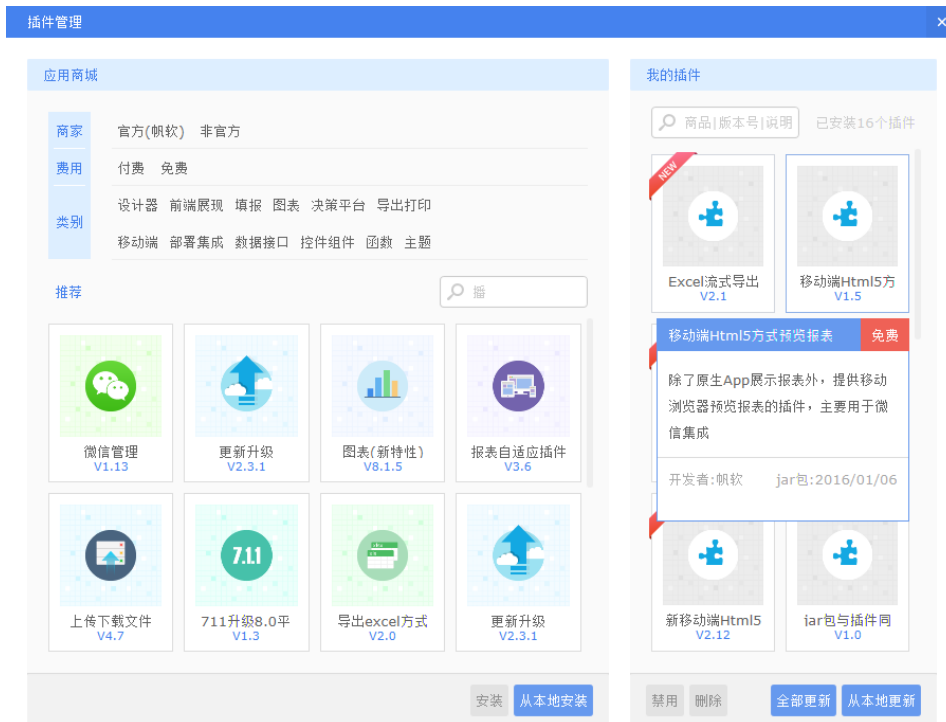 插件管理
应用商城
商家 官方(帆软) 非官方
费用 付费 免费
类别
设计器 前端展现 填报 图表 决策平台 导出打印
移动端 部署集成 数据接口 控件组件 函数 主题
推荐
播
微信管理
V1.13
更新升级
V2.3.1
图表(新特性)
V8.1.5
报表自适应插件
V3.6
上传下载文件
V4.7
7.1.1
711升级8.0平
V1.3
导出excel方式
V2.0
更新升级
V2.3.1
安装 从本地安装
我的插件
商品|版本号|说明 已安装16个插件
NEW
Excel流式导出
V2.1
移动端Html5方
V1.5
移动端Html5方式预览报表 免费
除了原生App展示报表外，提供移动
浏览器预览报表的插件，主要用于微
信集成
开发者:帆软 jar包:2016/01/06
新移动端Html5
V2.12
jar包与插件同
V1.0
禁用 删除 全部更新 从本地更新